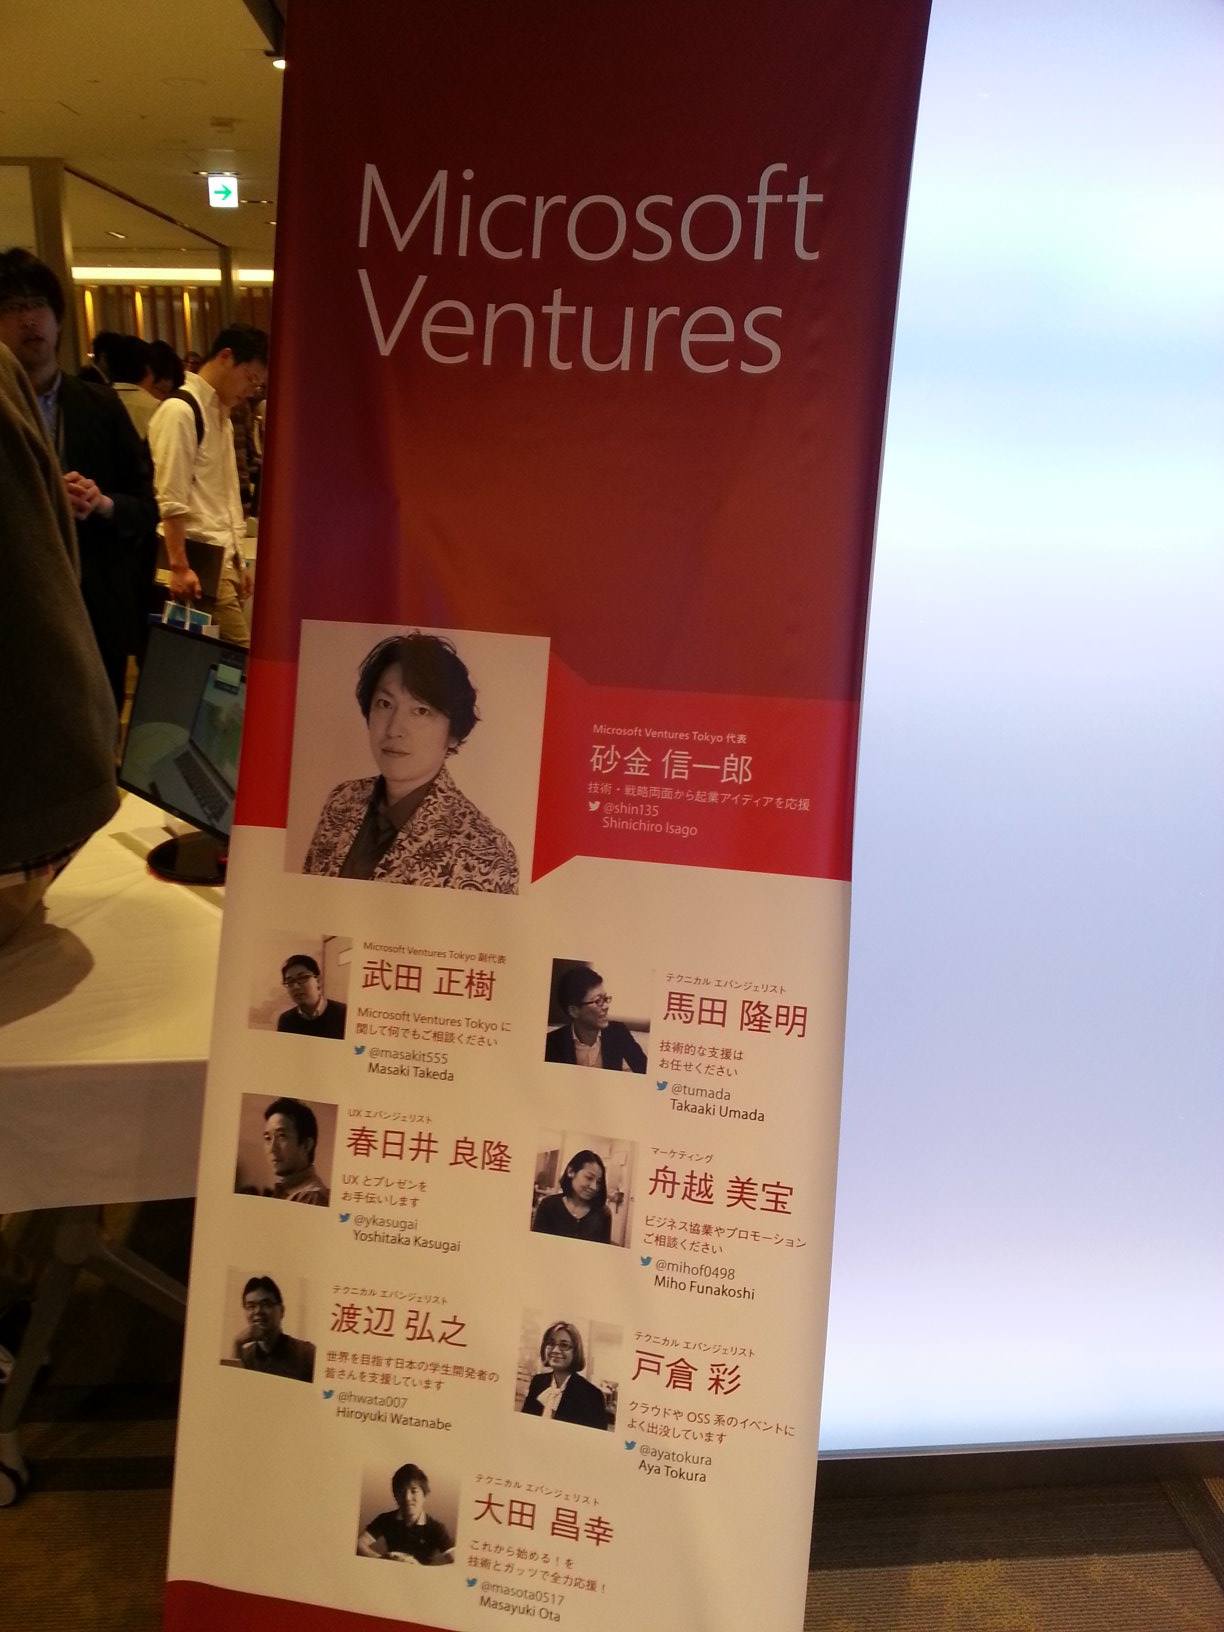 Microsoft
Ventures
Microsoft Ventures Tokyo 代表
砂金 信一郎
技術・戦略両面から起業アイディアを応援
@shin135
Shinichiro Isago
Microsoft Ventures Tokyo 副代表
武田 正樹
Microsoft Ventures Tokyo に
関して何でもご相談ください
@masakit555
Masaki Takeda
テクニカル エバンジェリスト
馬田 隆明
技術的な支援は
お任せください
@tumada
Takaaki Umada
UX エバンジェリスト
春日井 良隆
UX とプレゼンを
お手伝いします
@ykasugai
Yoshitaka Kasugai
マーケティング
舟越 美宝
ビジネス協業やプロモーション
ご相談ください
@mihof0498
Miho Funakoshi
テクニカル エバンジェリスト
渡辺 弘之
世界を目指す日本の学生開発者の
皆さんを支援しています
@hwata007
Hiroyuki Watanabe
テクニカル エバンジェリスト
戸倉 彩
クラウドや OSS 系のイベントに
よく出没しています
@ayatokura
Aya Tokura
テクニカル エバンジェリスト
大田 昌幸
これから始める！を
技術とガッツで全力応援！
@masota0517
Masayuki Ota